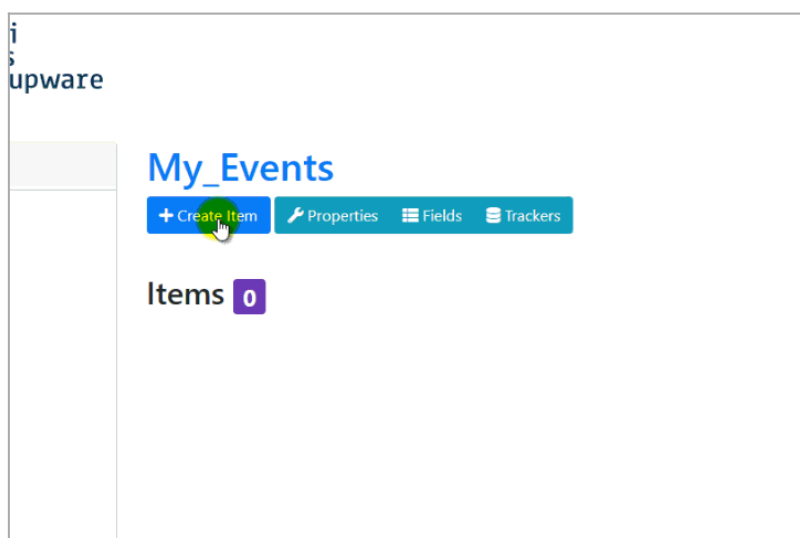 i
s
upware
My_Events
Create Item Properties Fields Trackers
Items 0